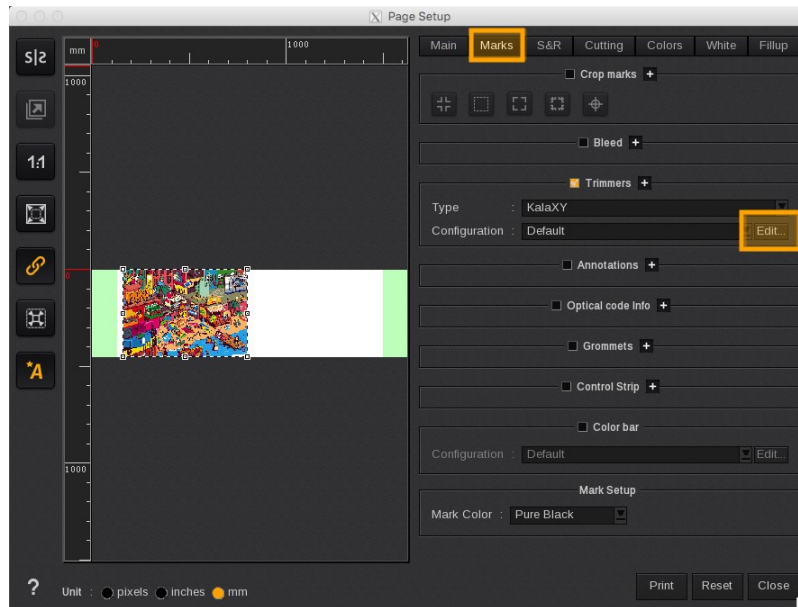 Page Setup
S|S
mm
0
1000
Main Marks S&R Cutting Colors White Fillup
1000
Crop marks +
1:1
Bleed +
Trimmers +
Type : KalaXY
Configuration : Default Edit...
0
Annotations +
Optical code Info +
Grommets +
*A
Control Strip +
Color bar
Configuration : Default Edit...
1000
Mark Setup
Mark Color : Pure Black
? Unit : pixels inches mm
Print Reset Close